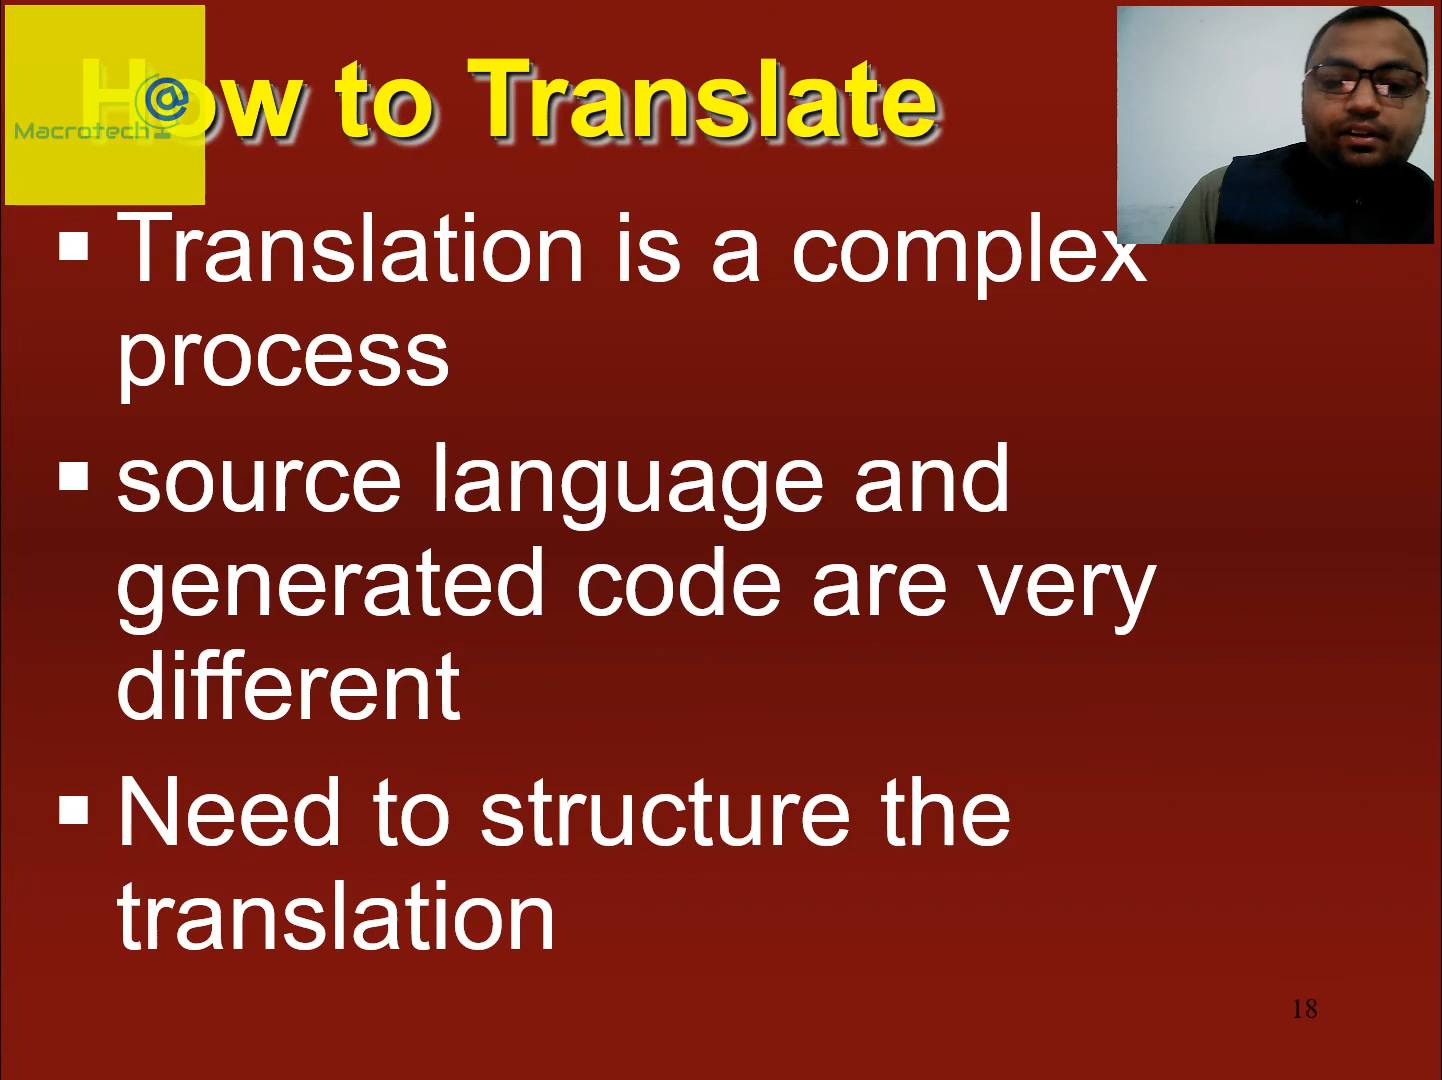 How to Translate
Macrotech
▪ Translation is a complex
process
▪ source language and
generated code are very
different
▪ Need to structure the
translation
18